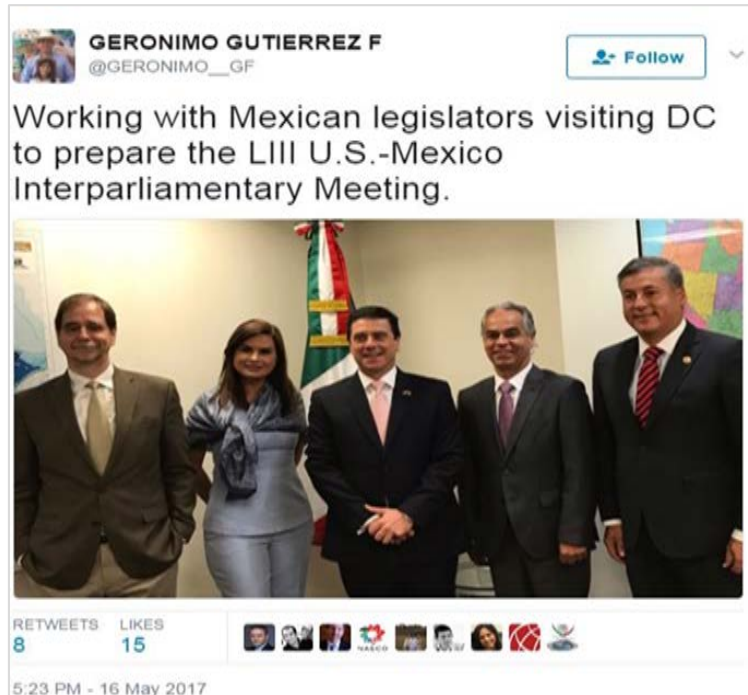 GERONIMO GUTIERREZ F
@GERONIMO__GF
Follow
Working with Mexican legislators visiting DC
to prepare the LIII U.S.-Mexico
Interparliamentary Meeting.
RETWEETS LIKES
8 15
NASCO
5:23 PM - 16 May 2017